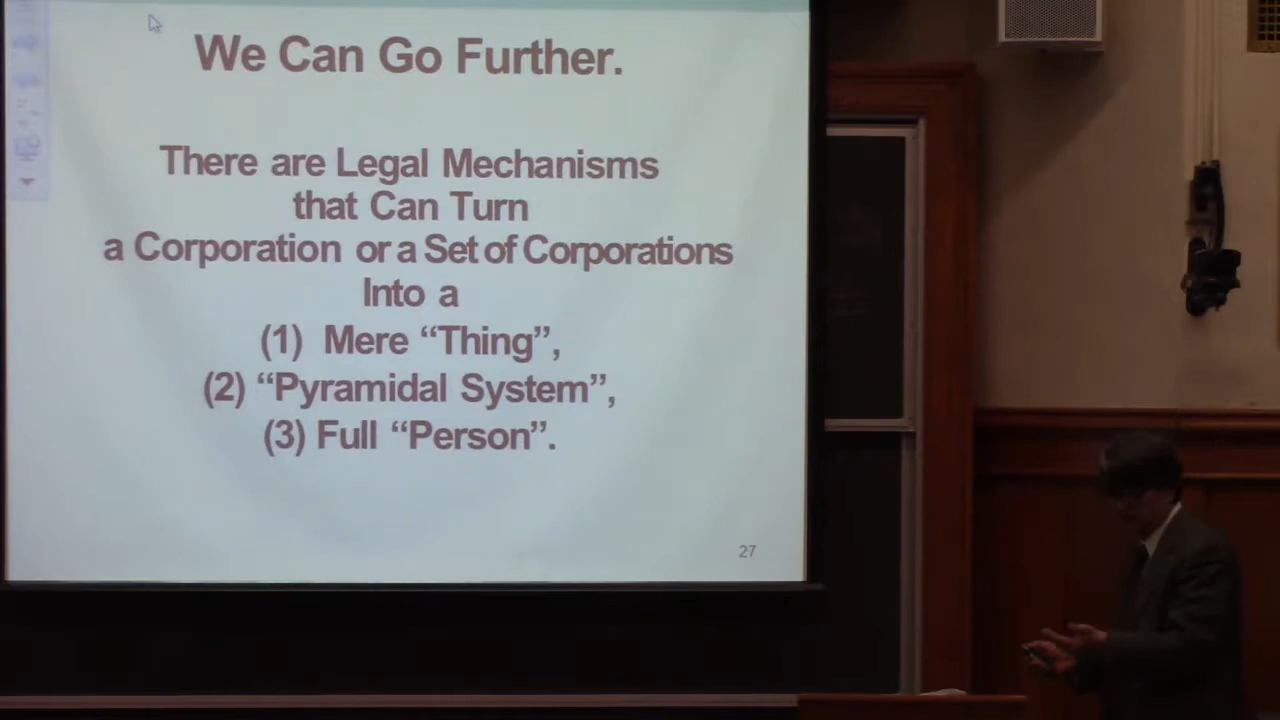 We Can Go Further.
There are Legal Mechanisms
that Can Turn
a Corporation or a Set of Corporations
Into a
(1) Mere “Thing”,
(2) “Pyramidal System”,
(3) Full “Person”.
27